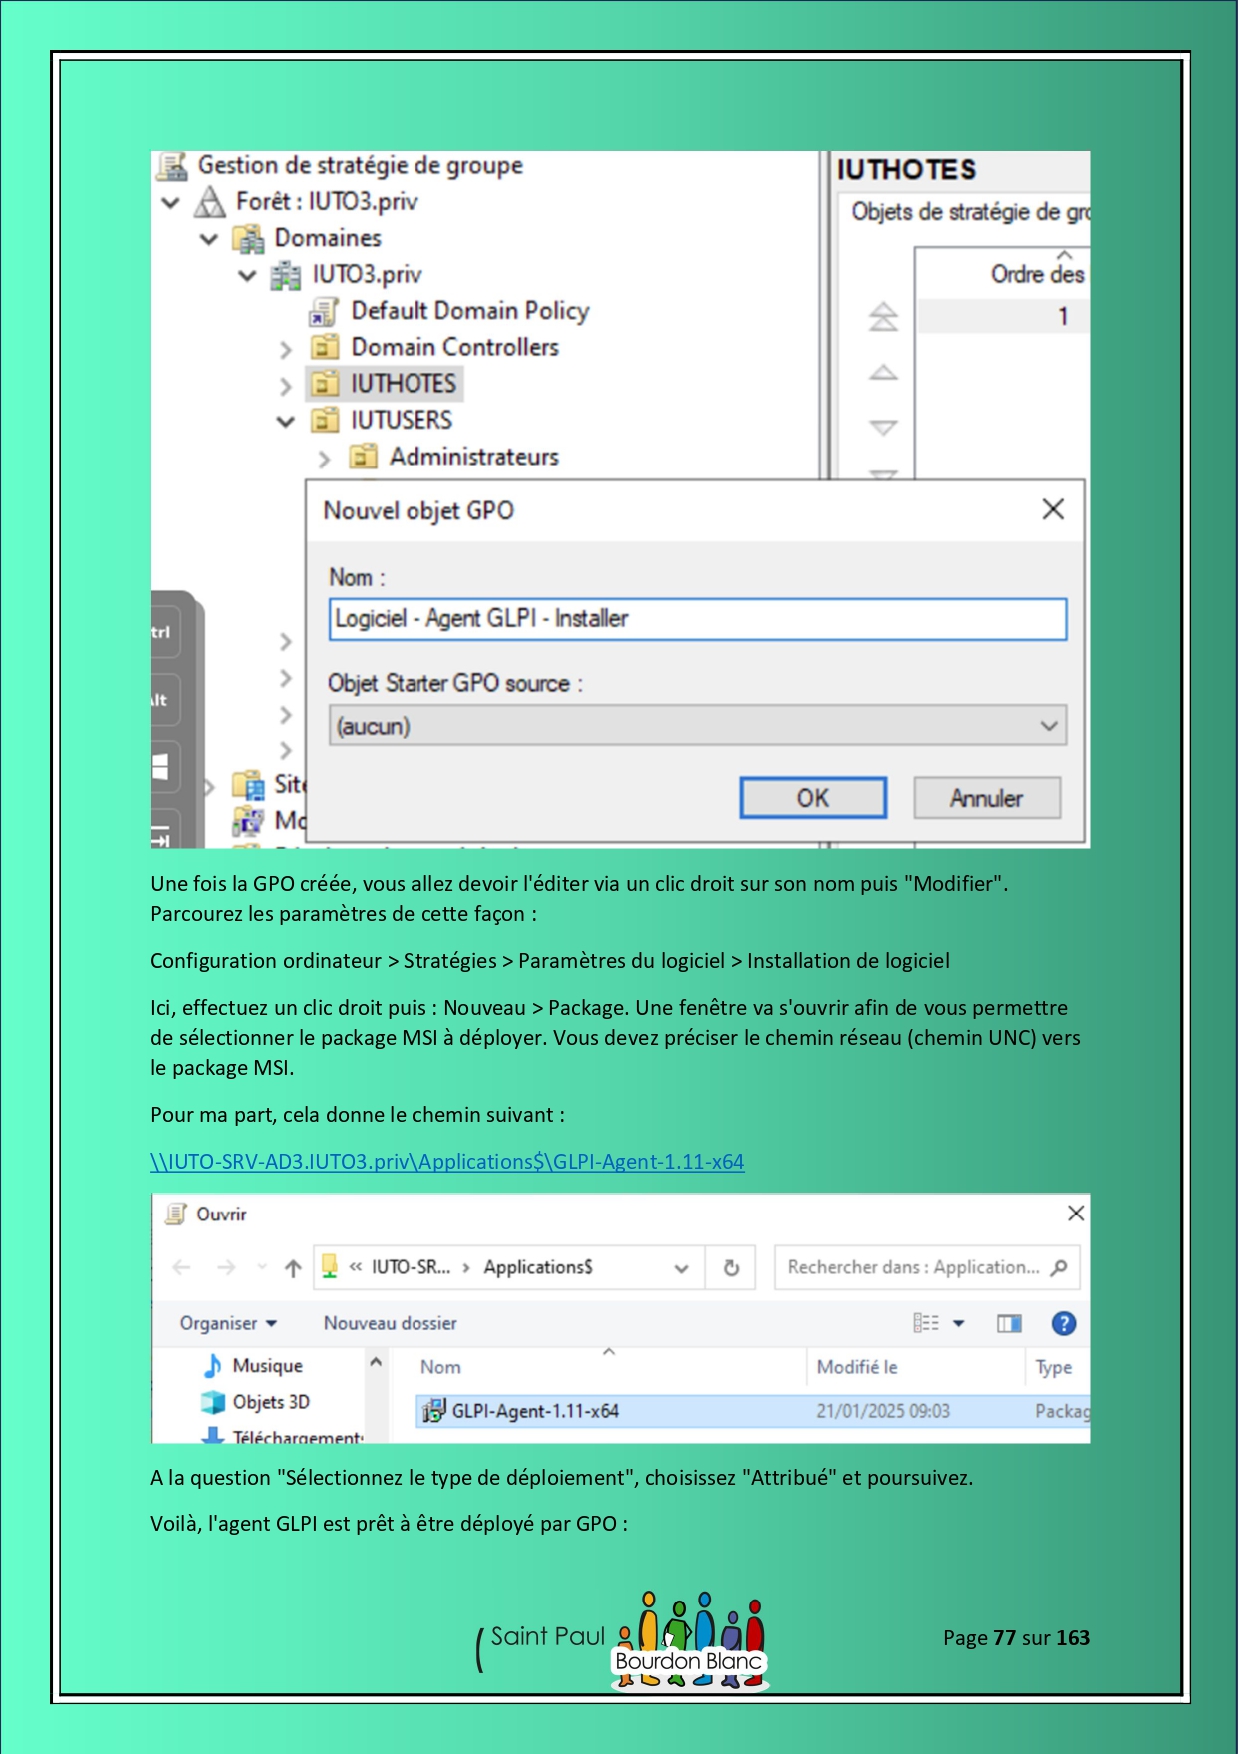 Gestion de stratégie de groupe
Forêt : IUTO3.priv
Domaines
IUTO3.priv
Default Domain Policy
Domain Controllers
IUTHOTES
IUTUSERS
Administrateurs
IUTHOTES
Objets de stratégie de gro
Ordre des
1
Nouvel objet GPO
Nom :
Logiciel - Agent GLPI - Installer
Objet Starter GPO source :
(aucun)
OK Annuler
trl
lt
Site
Mo
Une fois la GPO créée, vous allez devoir l'éditer via un clic droit sur son nom puis "Modifier".
Parcourez les paramètres de cette façon :
Configuration ordinateur > Stratégies > Paramètres du logiciel > Installation de logiciel
Ici, effectuez un clic droit puis : Nouveau > Package. Une fenêtre va s'ouvrir afin de vous permettre
de sélectionner le package MSI à déployer. Vous devez préciser le chemin réseau (chemin UNC) vers
le package MSI.
Pour ma part, cela donne le chemin suivant :
\\IUTO-SRV-AD3.IUTO3.priv\Applications$\GLPI-Agent-1.11-x64
Ouvrir
« IUTO-SR... > Applications$
Rechercher dans : Application...
Organiser Nouveau dossier
Musique
Objets 3D
Téléchargements
Nom Modifié le Type
GLPI-Agent-1.11-x64 21/01/2025 09:03 Packag
A la question "Sélectionnez le type de déploiement", choisissez "Attribué" et poursuivez.
Voilà, l'agent GLPI est prêt à être déployé par GPO :
Saint Paul
Bourdon Blanc
Page 77 sur 163